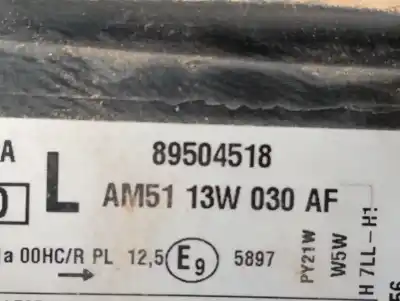 A 89504518
L AM51 13W 030 AF
a 00HC/R PL 12,5 E9 5897
PY21W
W5W
H 7LL-H1